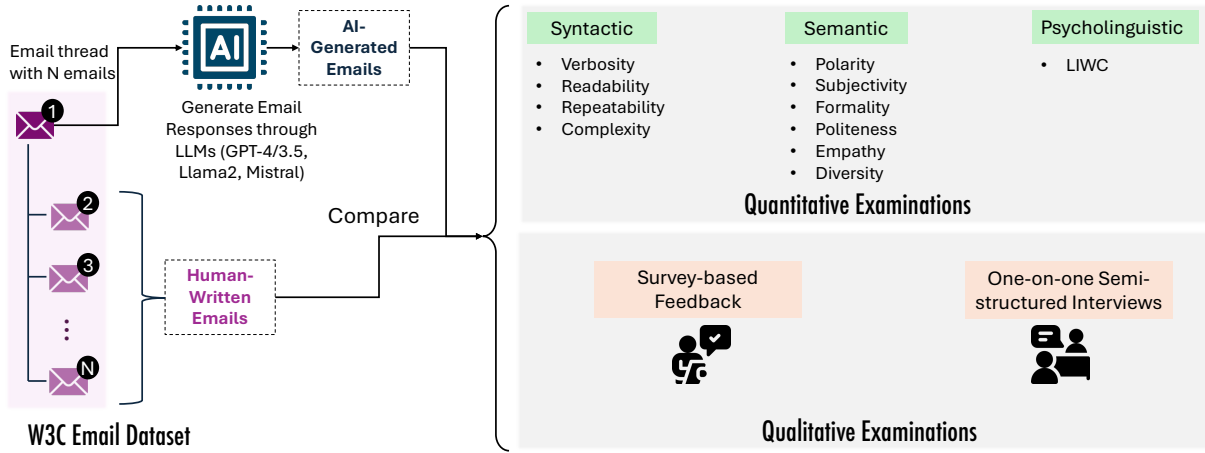 Email thread
with N emails
1
2
3
N
W3C Email Dataset
AI
Generate Email
Responses through
LLMs (GPT-4/3.5,
Llama2, Mistral)
AI-
Generated
Emails
Human-
Written
Emails
Compare
Syntactic
• Verbosity
• Readability
• Repeatability
• Complexity
Semantic
• Polarity
• Subjectivity
• Formality
• Politeness
• Empathy
• Diversity
Psycholinguistic
• LIWC
Quantitative Examinations
Survey-based
Feedback
One-on-one Semi-
structured Interviews
Qualitative Examinations